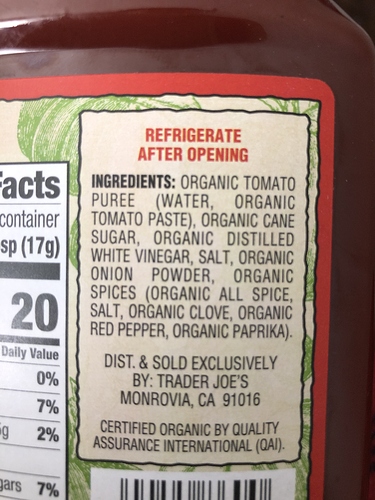 REFRIGERATE
AFTER OPENING
INGREDIENTS: ORGANIC TOMATO
PUREE (WATER, ORGANIC
TOMATO PASTE), ORGANIC CANE
SUGAR, ORGANIC DISTILLED
WHITE VINEGAR, SALT, ORGANIC
ONION POWDER, ORGANIC
SPICES (ORGANIC ALL SPICE,
SALT, ORGANIC CLOVE, ORGANIC
RED PEPPER, ORGANIC PAPRIKA).
DIST. & SOLD EXCLUSIVELY
BY: TRADER JOE'S
MONROVIA, CA 91016
CERTIFIED ORGANIC BY QUALITY
ASSURANCE INTERNATIONAL (QAI).
Facts
container
sp (17g)
20
Daily Value
0%
7%
g 2%
gars 7%